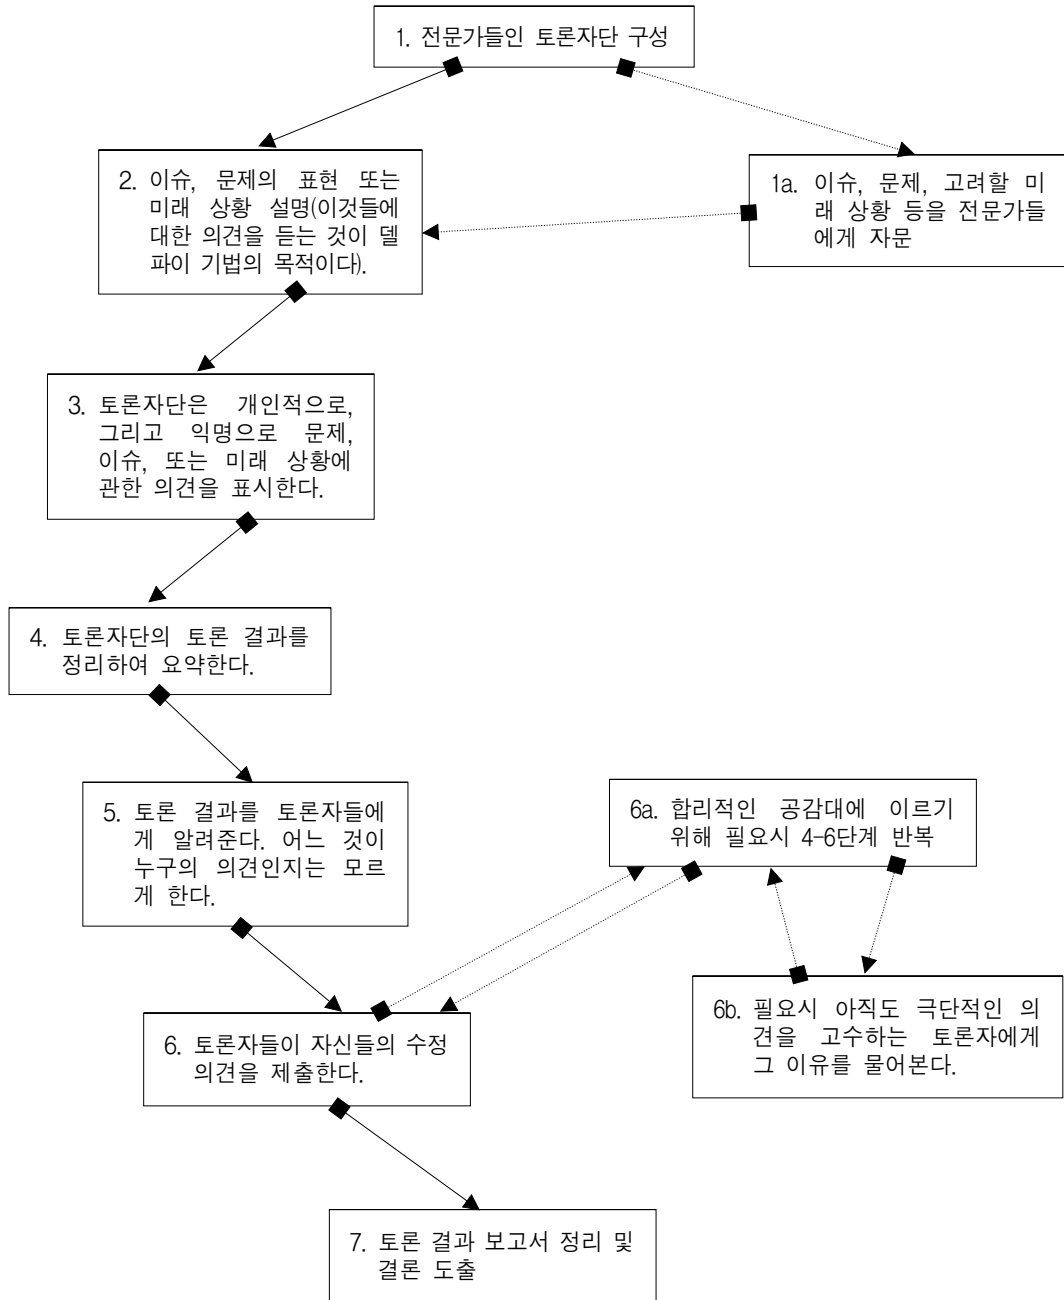 1. 전문가들인 토론자단 구성
2. 이슈, 문제의 표현 또는
미래 상황 설명(이것들에
대한 의견을 듣는 것이 델
파이 기법의 목적이다).
1a. 이슈, 문제, 고려할 미
래 상황 등을 전문가들
에게 자문
3. 토론자단은 개인적으로,
그리고 익명으로 문제,
이슈, 또는 미래 상황에
관한 의견을 표시한다.
4. 토론자단의 토론 결과를
정리하여 요약한다.
5. 토론 결과를 토론자들에
게 알려준다. 어느 것이
누구의 의견인지는 모르
게 한다.
6a. 합리적인 공감대에 이르기
위해 필요시 4-6단계 반복
6. 토론자들이 자신들의 수정
의견을 제출한다.
6b. 필요시 아직도 극단적인 의
견을 고수하는 토론자에게
그 이유를 물어본다.
7. 토론 결과 보고서 정리 및
결론 도출